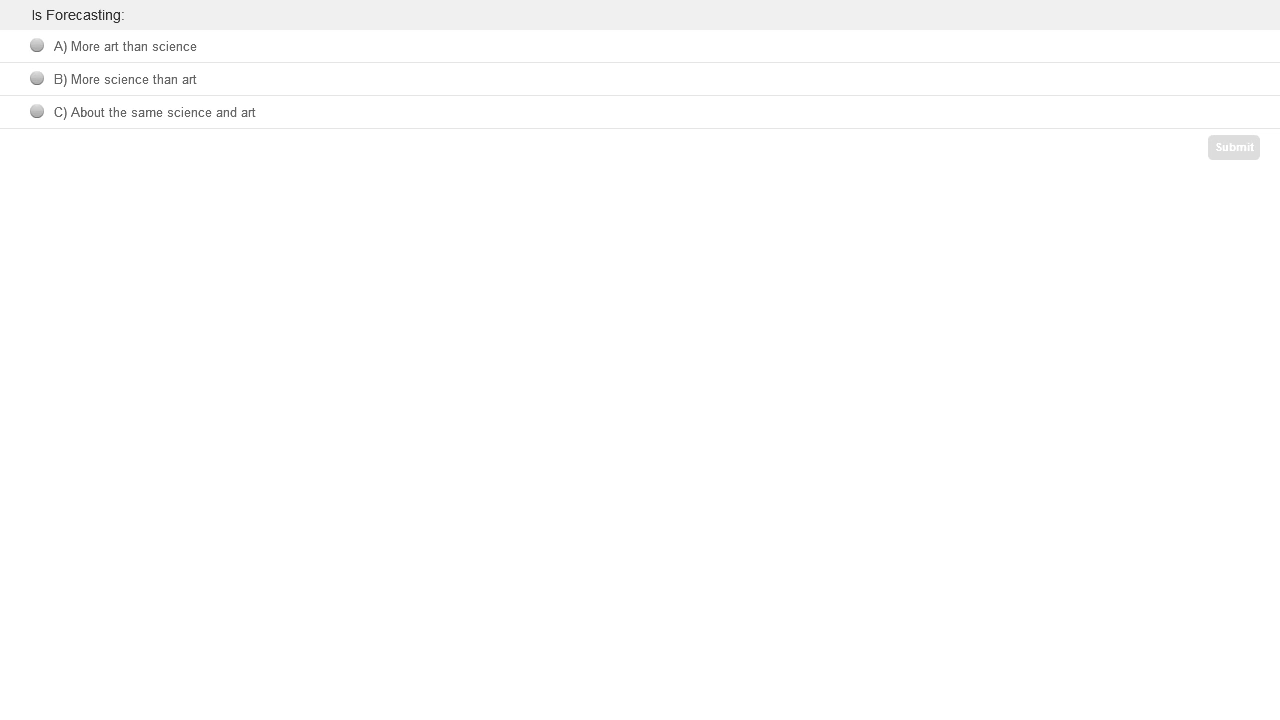 Is Forecasting:
A) More art than science
B) More science than art
C) About the same science and art
Submit